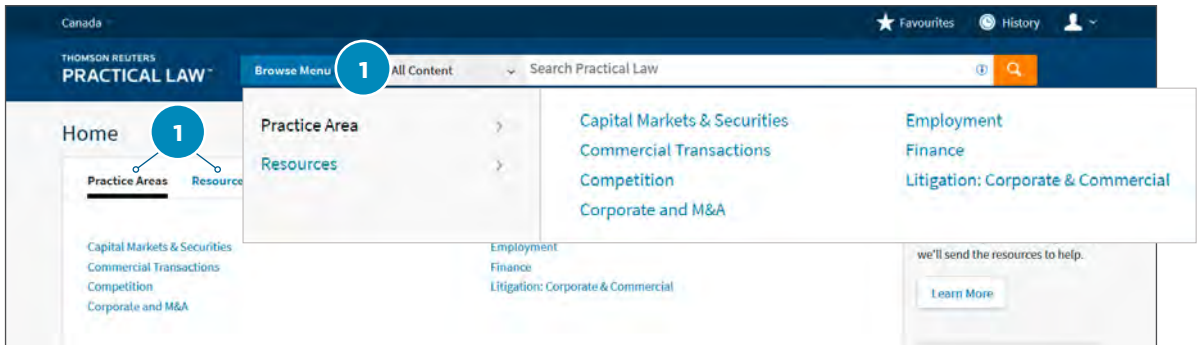 Canada
Favourites
History
THOMSON REUTERS
PRACTICAL LAW™
Browse Menu
1
All Content
Search Practical Law
Home
1
Practice Areas
Resource
Practice Area
Resources
Capital Markets & Securities
Commercial Transactions
Competition
Corporate and M&A
Employment
Finance
Litigation: Corporate & Commercial
Capital Markets & Securities
Commercial Transactions
Competition
Corporate and M&A
Employment
Finance
Litigation: Corporate & Commercial
we'll send the resources to help.
Learn More